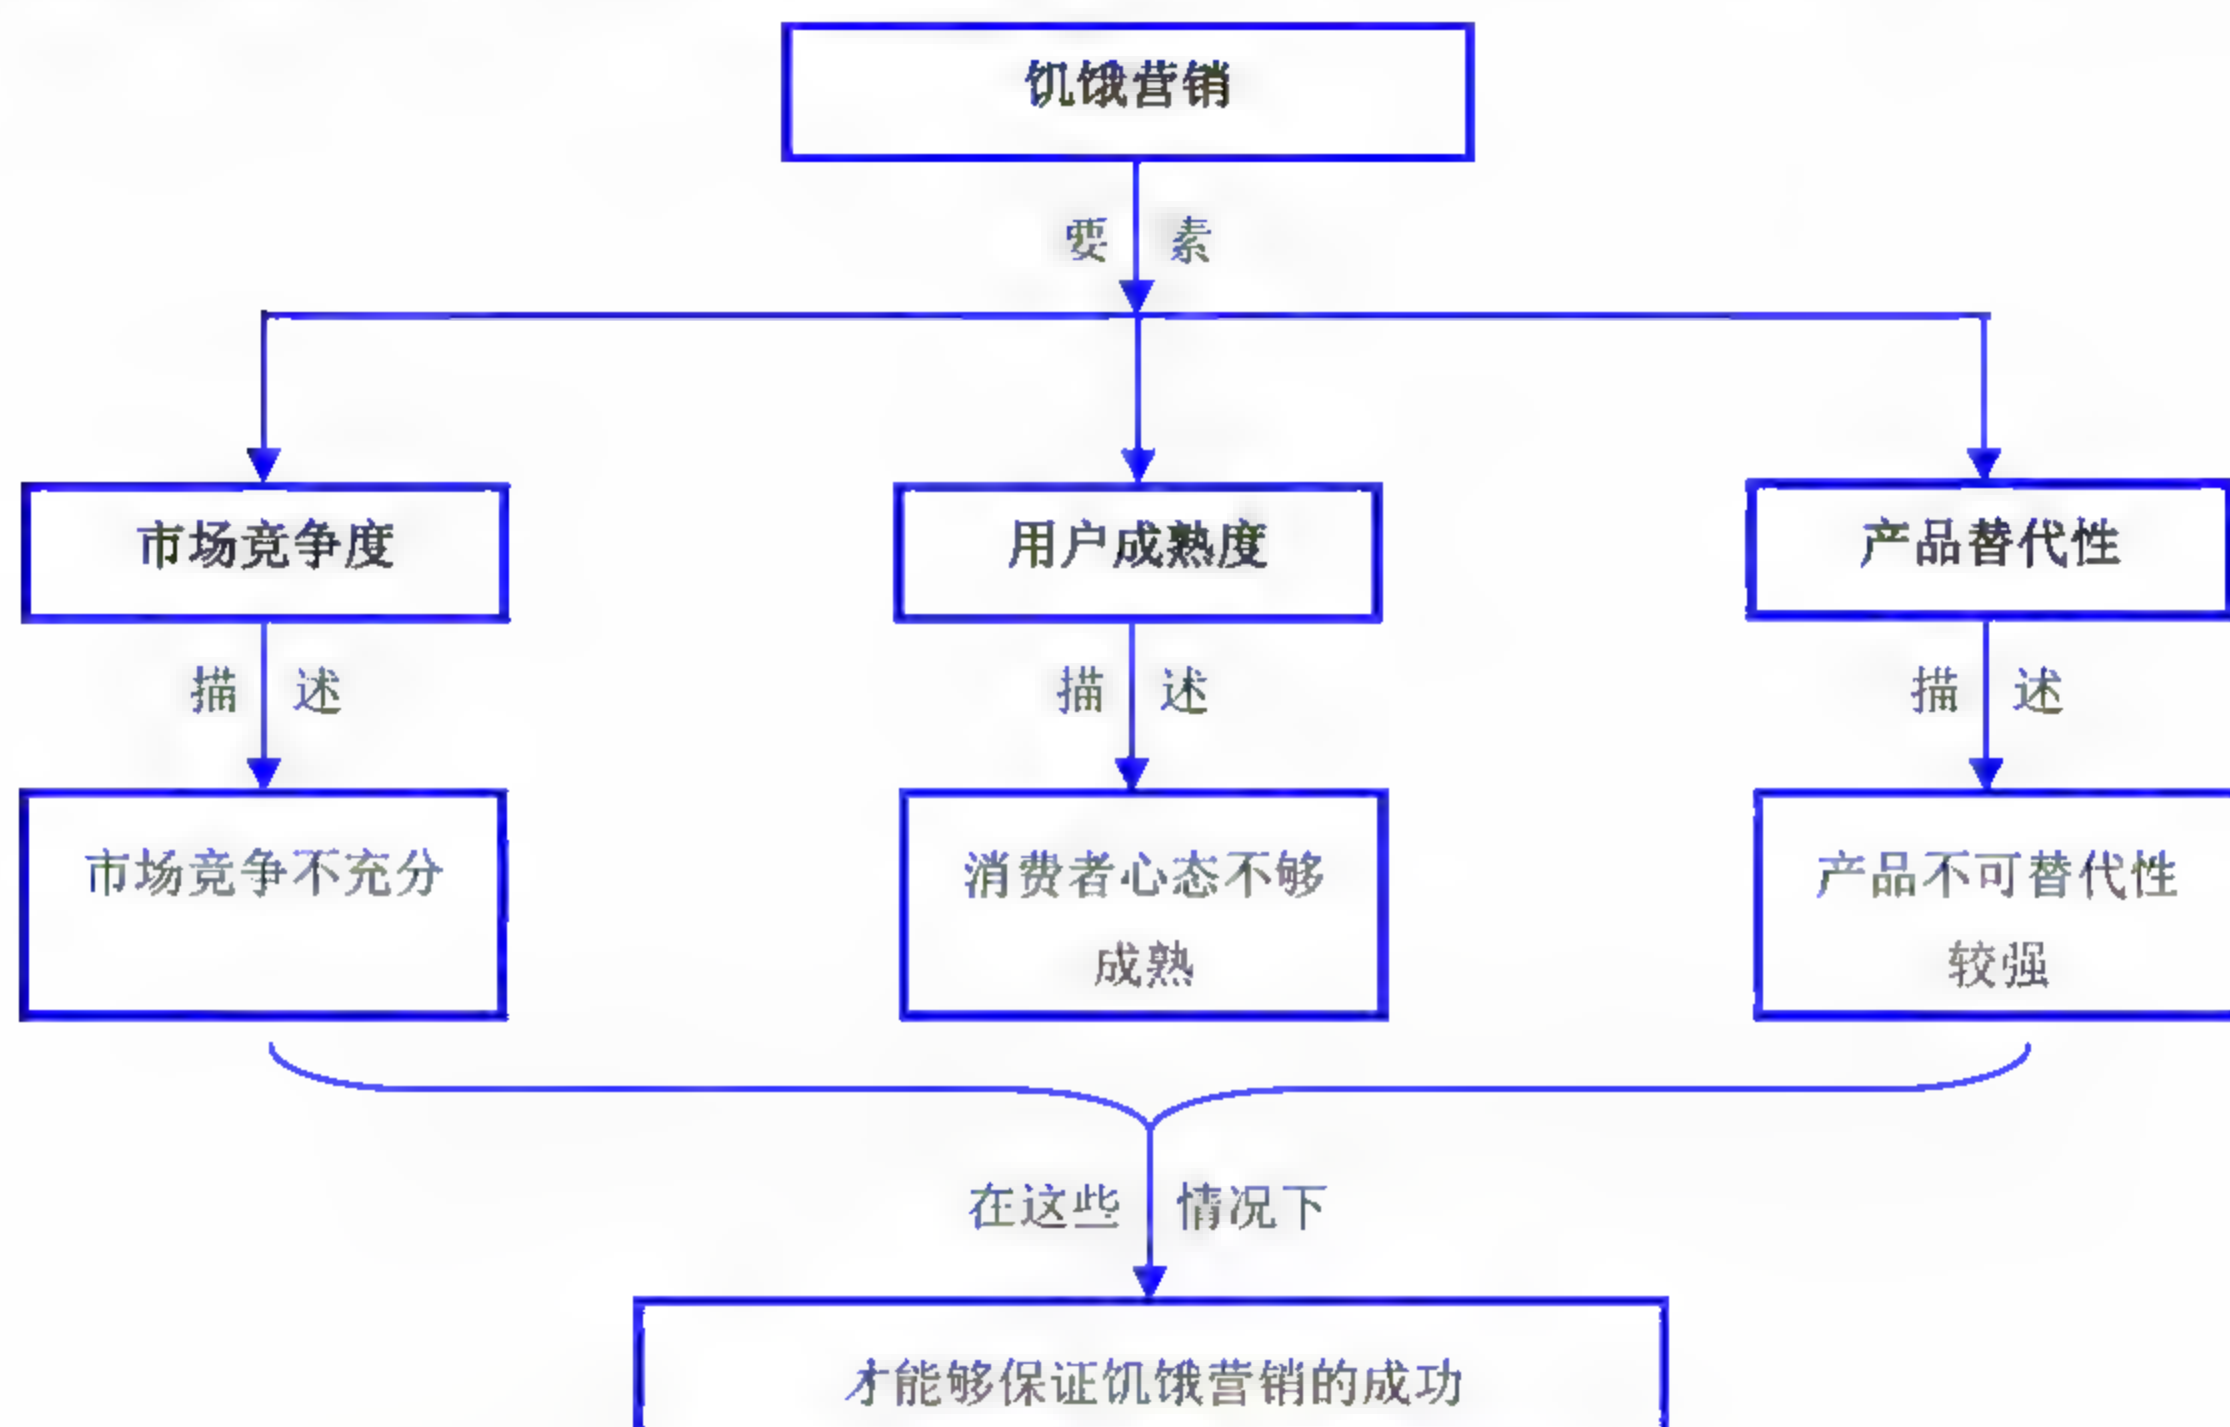 饥饿营销
要 素
市场竞争度 用户成熟度 产品替代性
描 述 描 述 描 述
市场竞争不充分 消费者心态不够 产品不可替代性
成熟 较强
在这些 情况下
才能够保证饥饿营销的成功